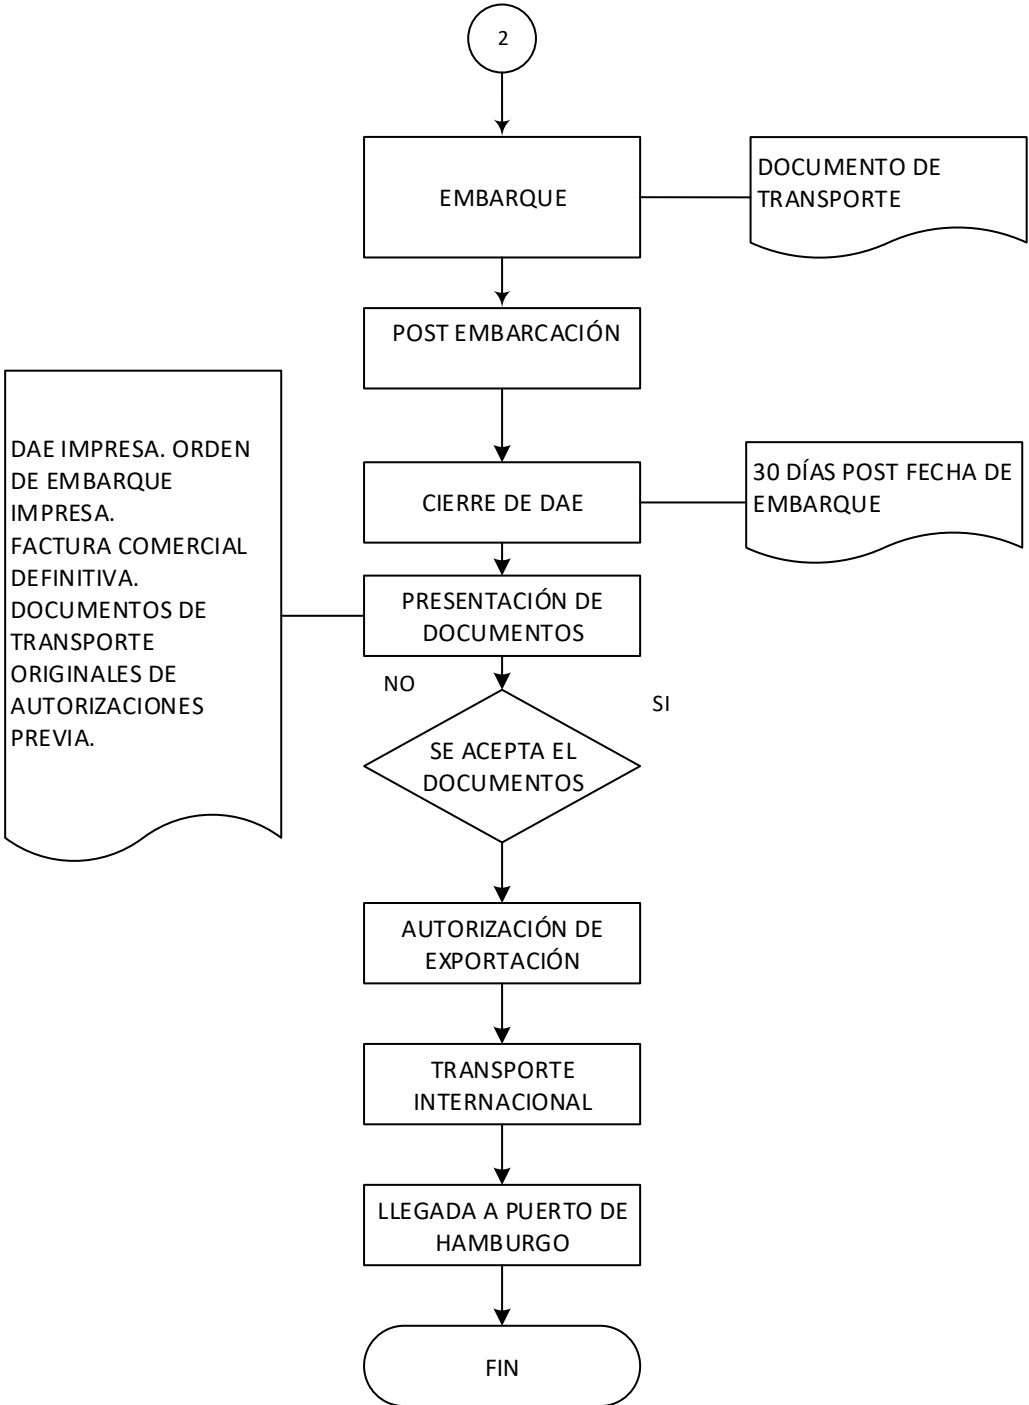 2
EMBARQUE
DOCUMENTO DE
TRANSPORTE
POST EMBARCACIÓN
DAE IMPRESA. ORDEN
DE EMBARQUE
IMPRESA.
FACTURA COMERCIAL
DEFINITIVA.
DOCUMENTOS DE
TRANSPORTE
ORIGINALES DE
AUTORIZACIONES
PREVIA.
CIERRE DE DAE
30 DÍAS POST FECHA DE
EMBARQUE
PRESENTACIÓN DE
DOCUMENTOS
NO
SI
SE ACEPTA EL
DOCUMENTOS
AUTORIZACIÓN DE
EXPORTACIÓN
TRANSPORTE
INTERNACIONAL
LLEGADA A PUERTO DE
HAMBURGO
FIN